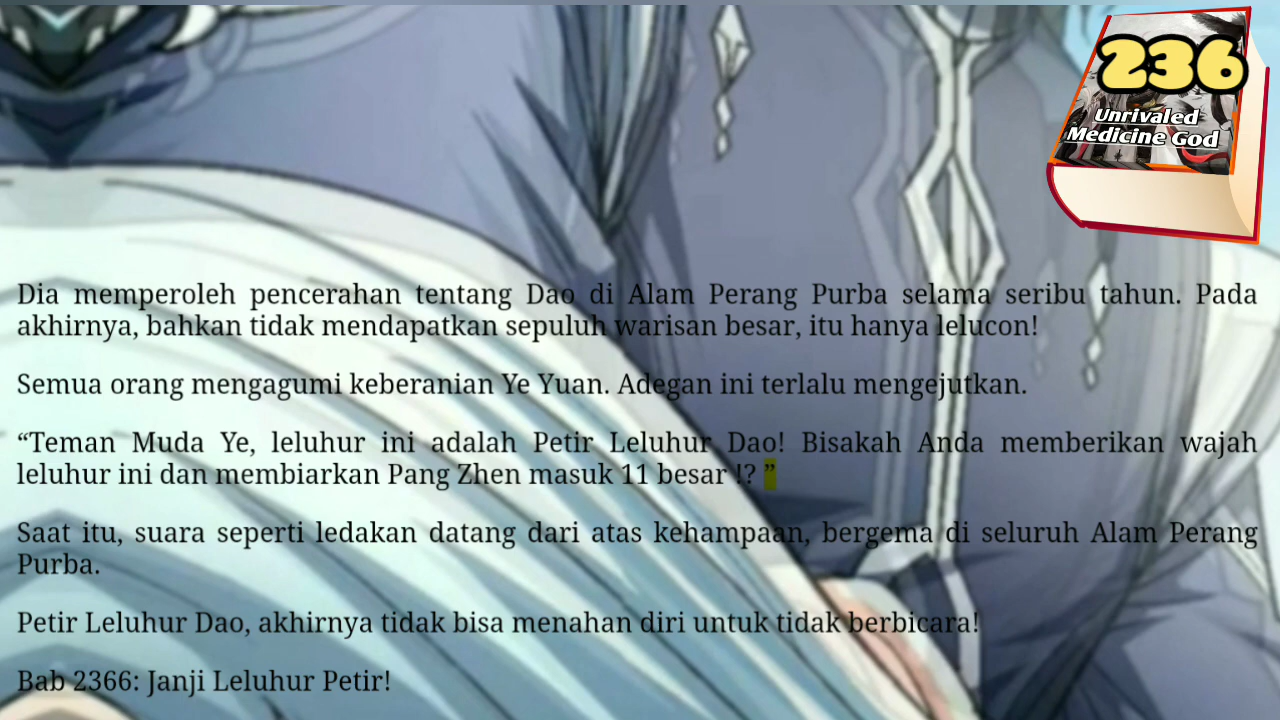 236
Unrivaled
Medicine God
Dia memperoleh pencerahan tentang Dao di Alam Perang Purba selama seribu tahun. Pada
akhirnya, bahkan tidak mendapatkan sepuluh warisan besar, itu hanya lelucon!
Semua orang mengagumi keberanian Ye Yuan. Adegan ini terlalu mengejutkan.
“Teman Muda Ye, leluhur ini adalah Petir Leluhur Dao! Bisakah Anda memberikan wajah
leluhur ini dan membiarkan Pang Zhen masuk 11 besar !? ”
Saat itu, suara seperti ledakan datang dari atas kehampaan, bergema di seluruh Alam Perang
Purba.
Petir Leluhur Dao, akhirnya tidak bisa menahan diri untuk tidak berbicara!
Bab 2366: Janji Leluhur Petir!